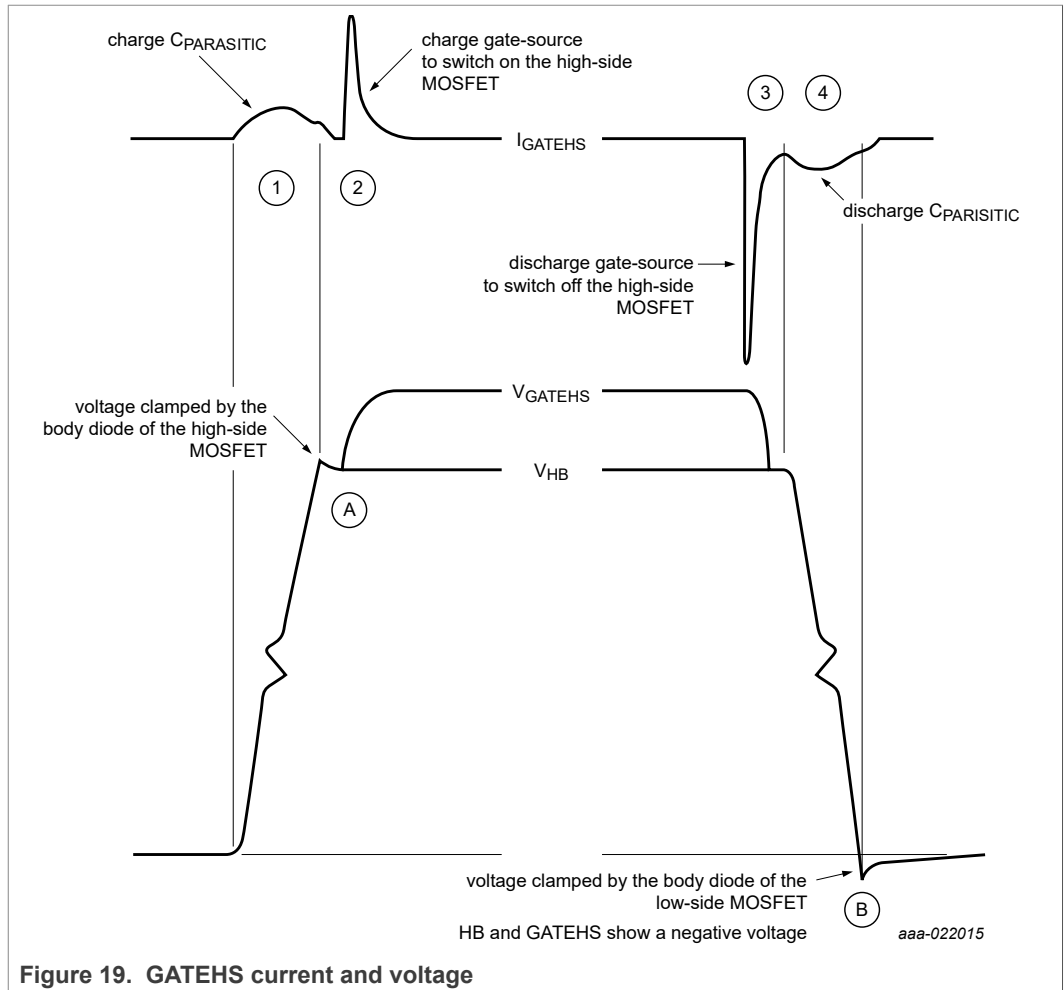 charge CPARASITIC
charge gate-source
to switch on the high-side
MOSFET
3
4
IGATEHS
1
2
discharge CPARISITIC
discharge gate-source
to switch off the high-side
MOSFET
VGATEHS
voltage clamped by the
body diode of the high-side
MOSFET
VHB
A
voltage clamped by the body diode of the
low-side MOSFET
B
HB and GATEHS show a negative voltage
aaa-022015
Figure 19. GATEHS current and voltage